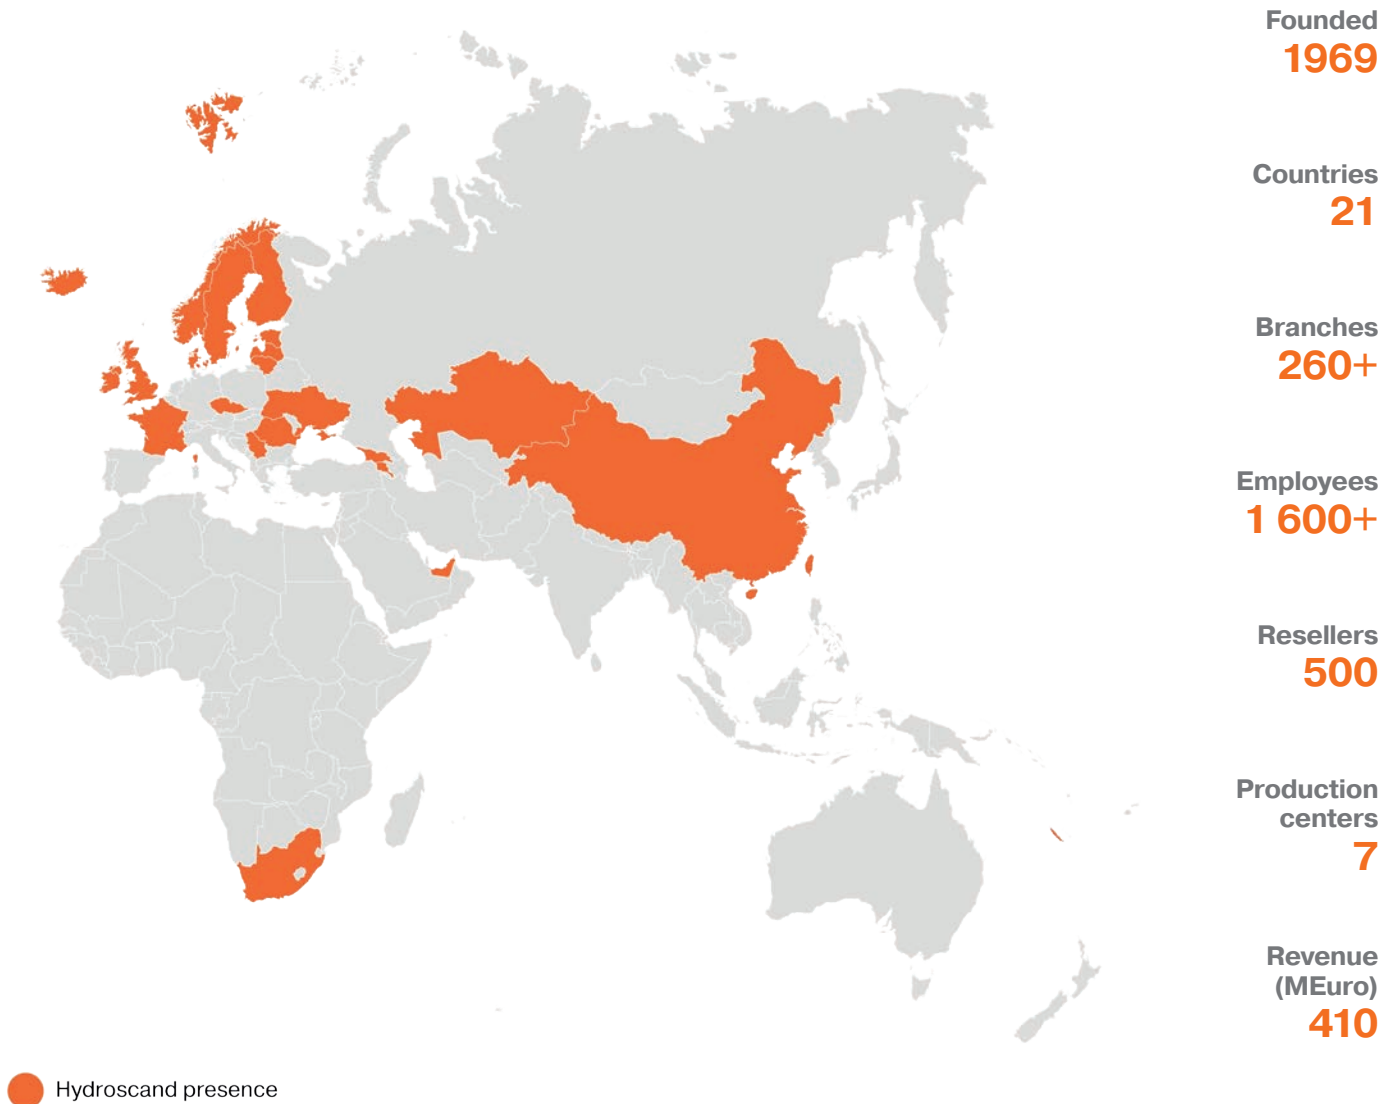 Founded
1969
Countries
21
Branches
260+
Employees
1 600+
Resellers
500
Production
centers
7
Revenue
(MEuro)
410
Hydroscand presence